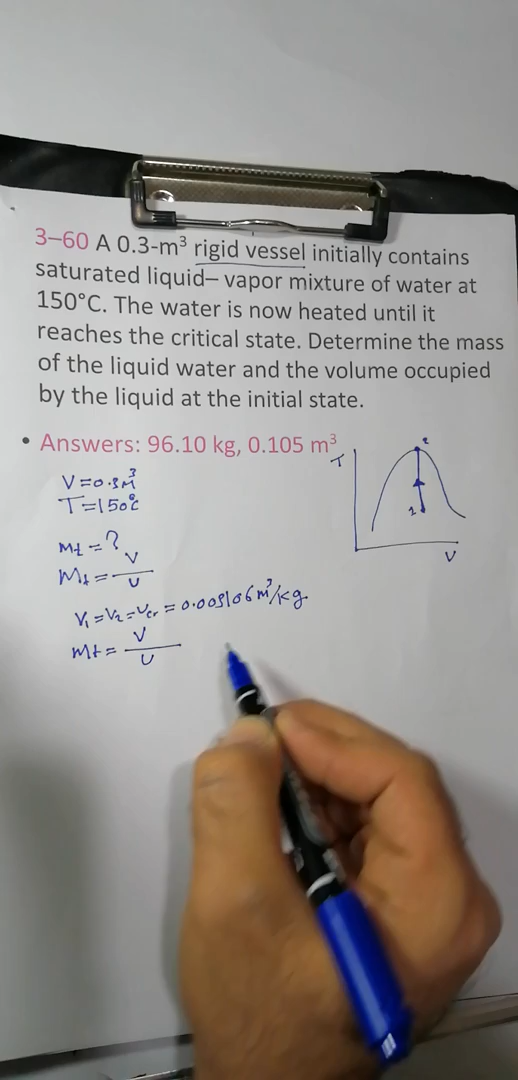 3–60 A 0.3-m³ rigid vessel initially contains
saturated liquid– vapor mixture of water at
150°C. The water is now heated until it
reaches the critical state. Determine the mass
of the liquid water and the volume occupied
by the liquid at the initial state.
• Answers: 96.10 kg, 0.105 m³
V=0.3m³
T=150°C
mt=?
mt=V/υ
V₁=V₂=Vcr=0.003106m³/kg
mt=V/υ
T
2
1
V